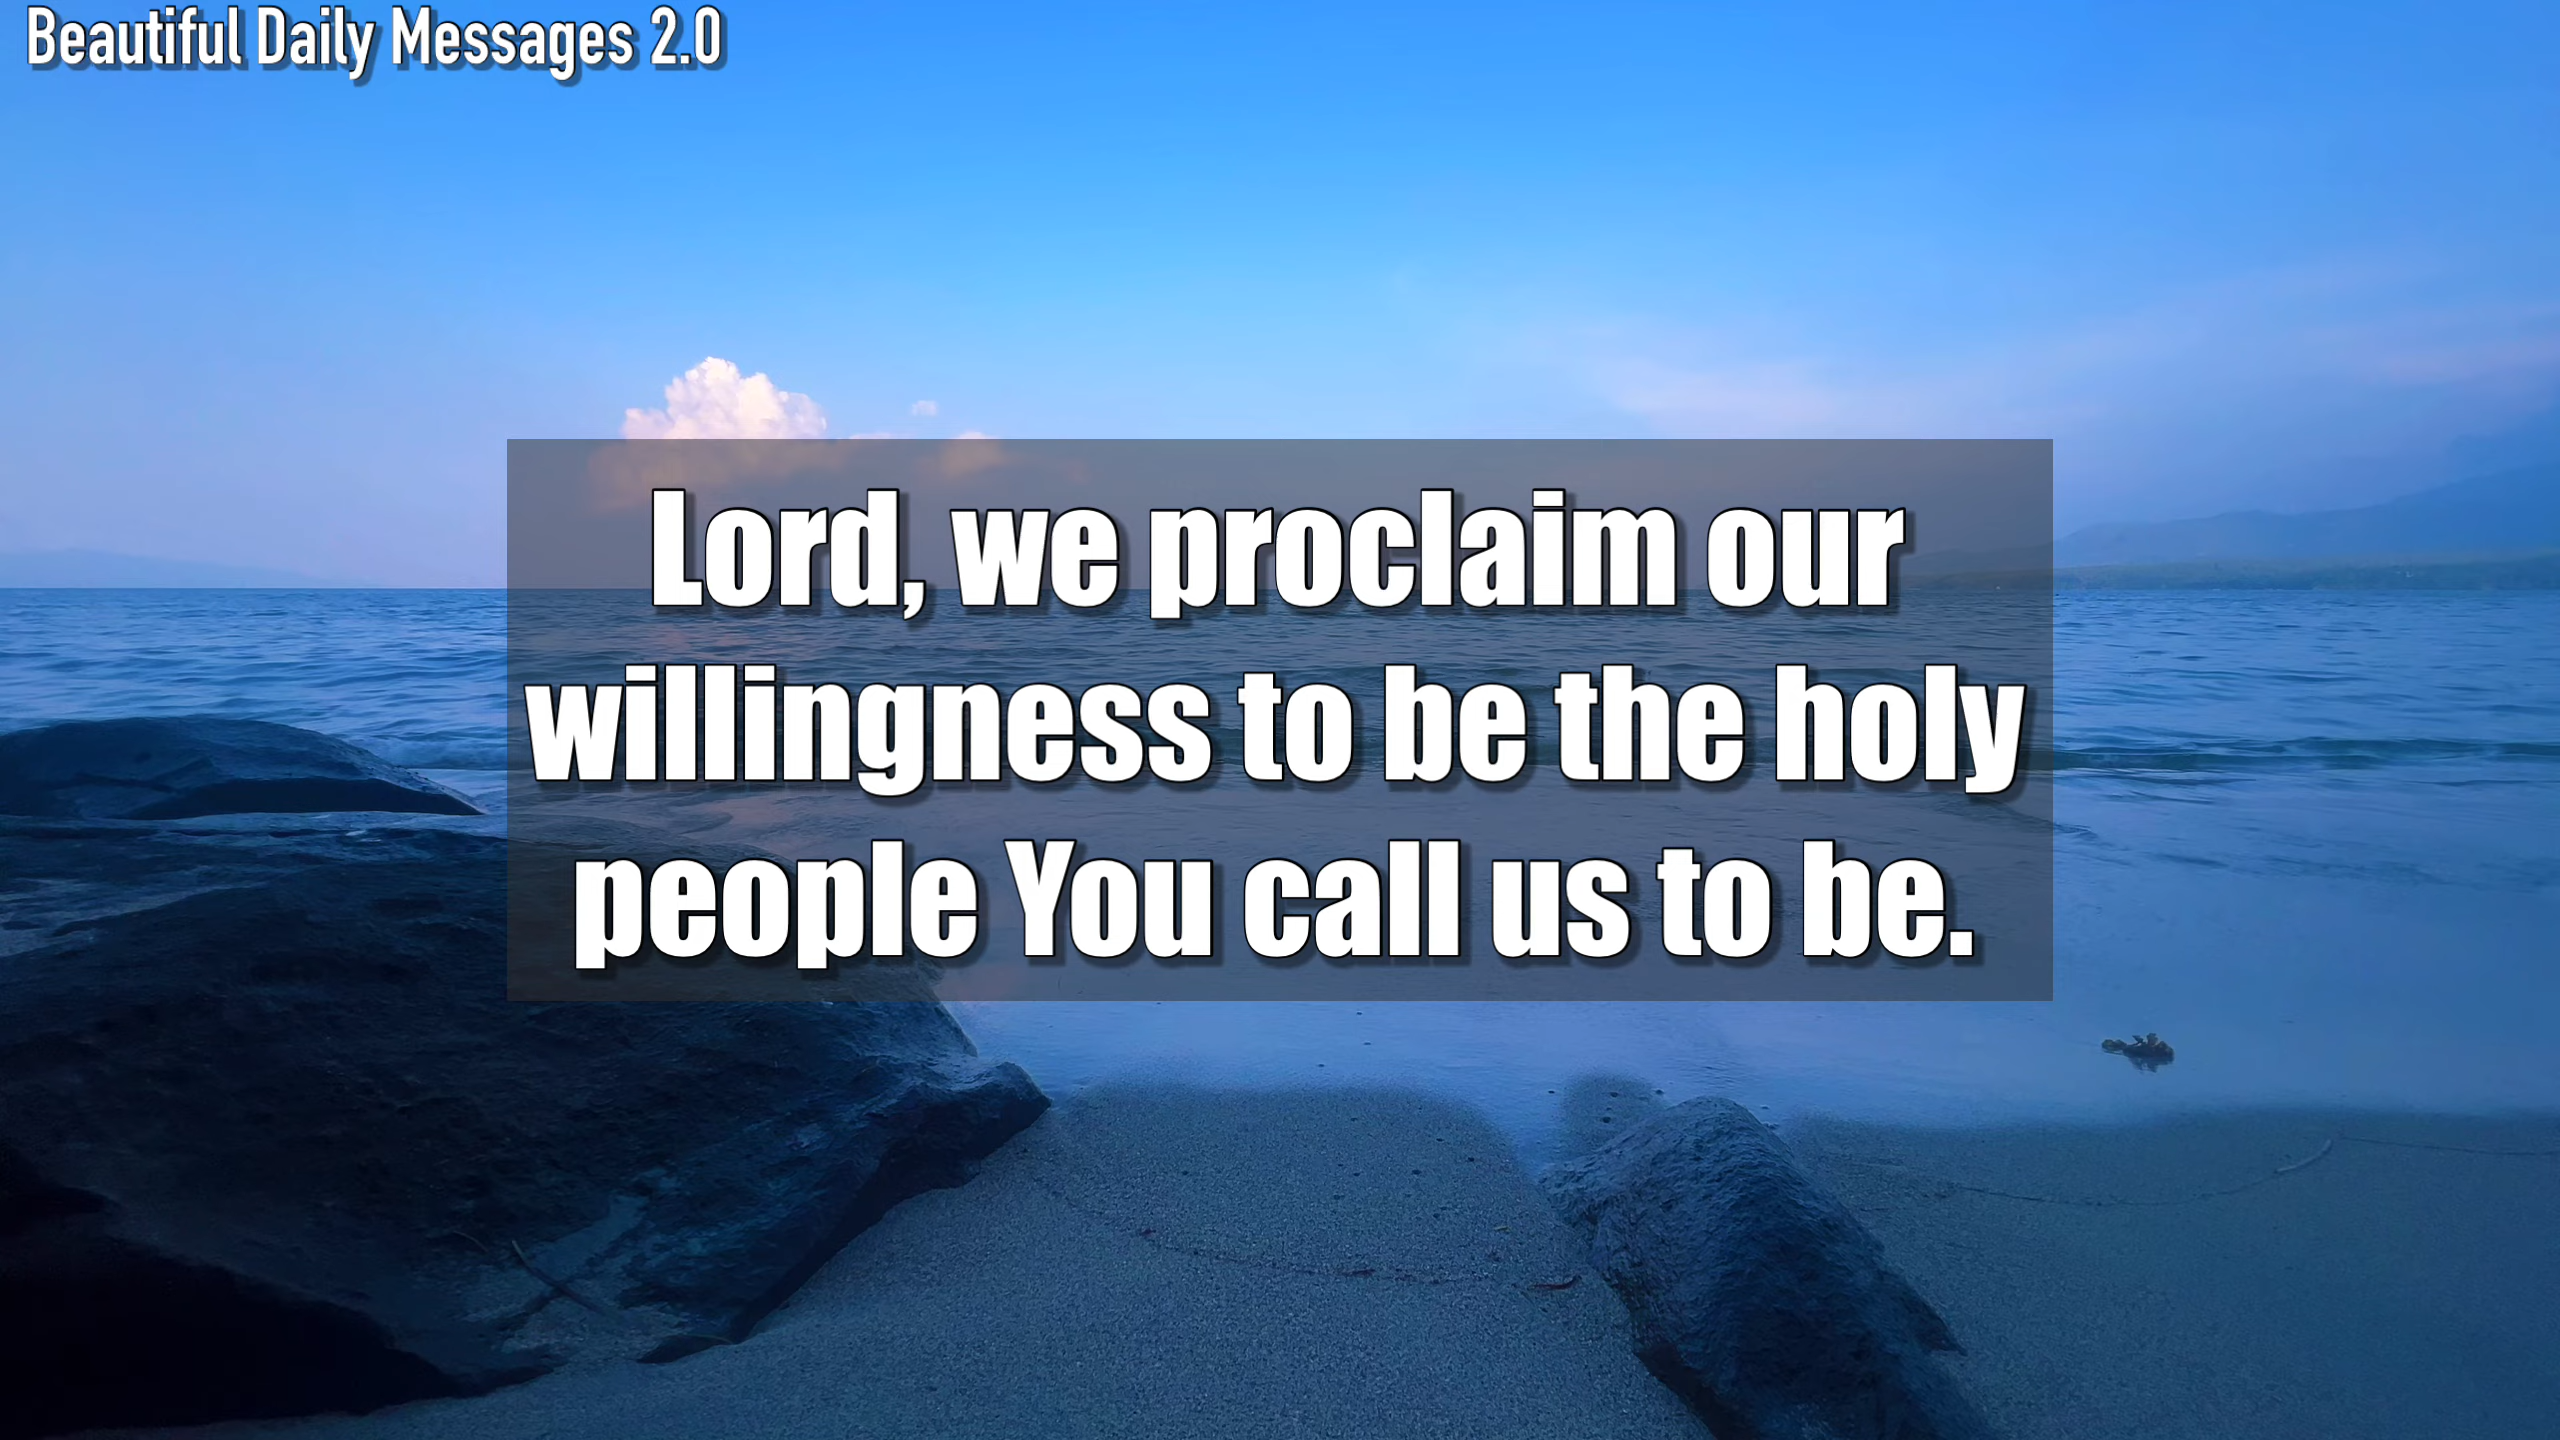 Beautiful Daily Messages 2.0
Lord, we proclaim our
willingness to be the holy
people You call us to be.